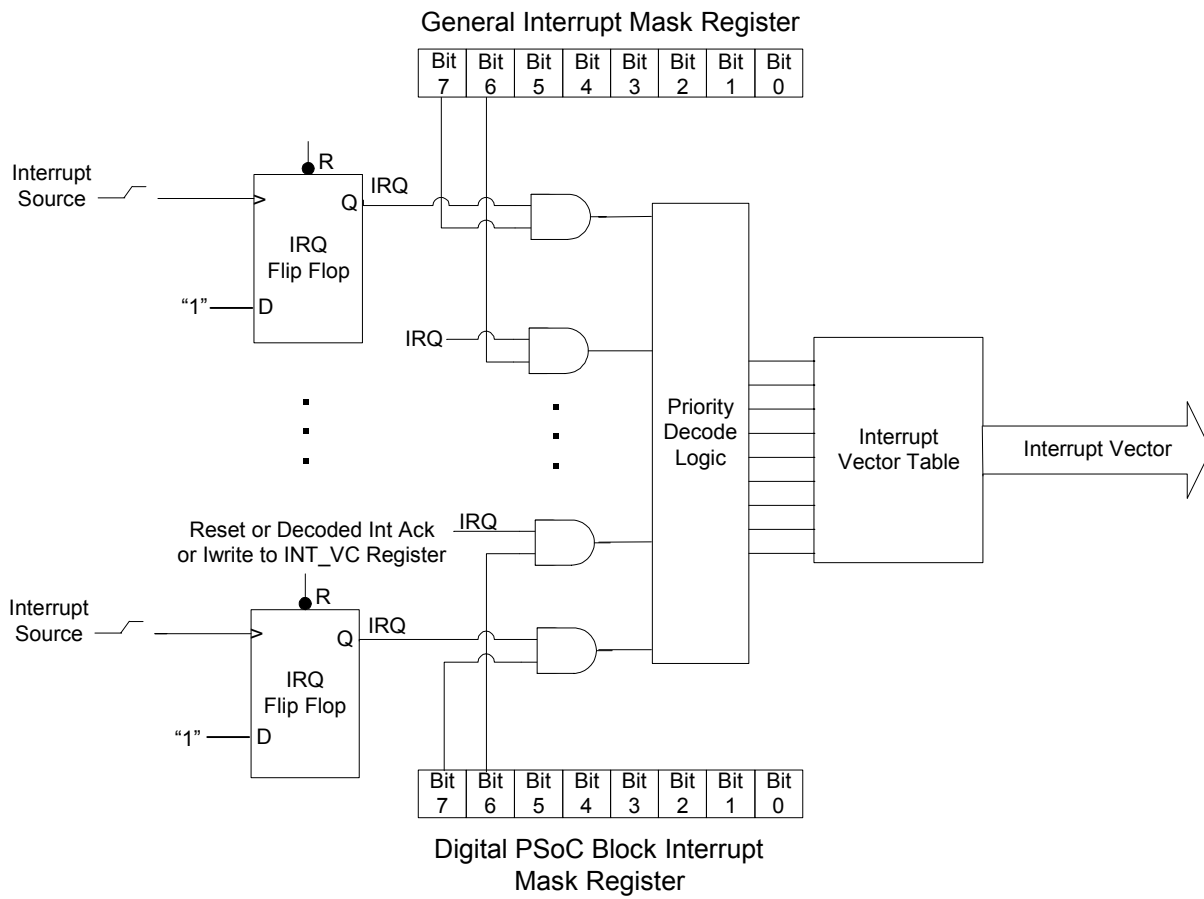 General Interrupt Mask Register
Bit 7 Bit 6 Bit 5 Bit 4 Bit 3 Bit 2 Bit 1 Bit 0
R
Interrupt
Source
IRQ
Q
IRQ
Flip Flop
"1"
D
IRQ
Priority
Decode
Logic
Interrupt
Vector Table
Interrupt Vector
Reset or Decoded Int Ack
or Iwrite to INT_VC Register
IRQ
R
Interrupt
Source
IRQ
Q
IRQ
Flip Flop
"1"
D
Bit 7 Bit 6 Bit 5 Bit 4 Bit 3 Bit 2 Bit 1 Bit 0
Digital PSoC Block Interrupt
Mask Register